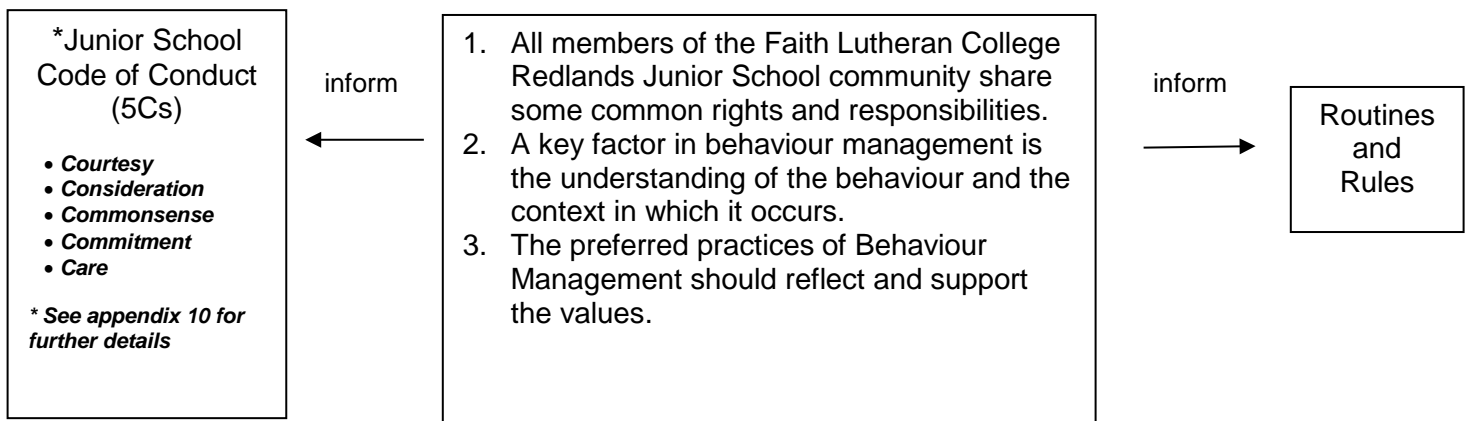 *Junior School
Code of Conduct
(5Cs)
• Courtesy
• Consideration
• Commonsense
• Commitment
• Care
* See appendix 10 for
further details
inform
1. All members of the Faith Lutheran College
Redlands Junior School community share
some common rights and responsibilities.
2. A key factor in behaviour management is
the understanding of the behaviour and the
context in which it occurs.
3. The preferred practices of Behaviour
Management should reflect and support
the values.
inform
Routines
and
Rules